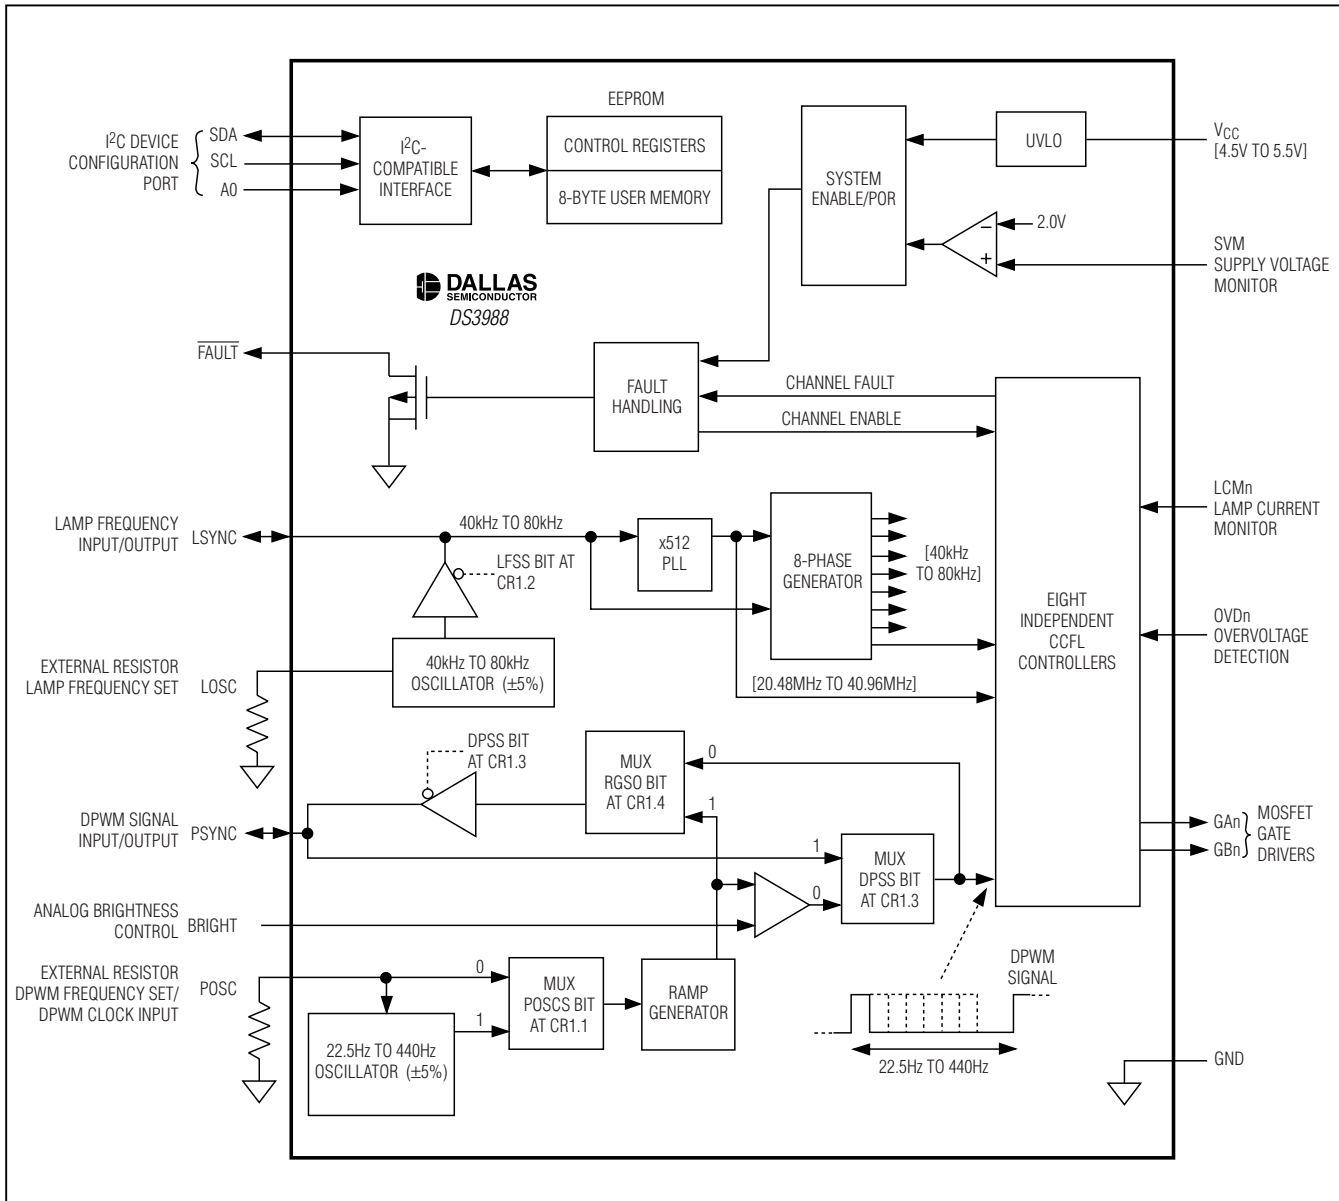 EEPROM
I²C DEVICE
CONFIGURATION
PORT
SDA
SCL
A0
I²C-
COMPATIBLE
INTERFACE
CONTROL REGISTERS
8-BYTE USER MEMORY
SYSTEM
ENABLE/POR
UVLO
VCC
[4.5V TO 5.5V]
2.0V
−
+
SVM
SUPPLY VOLTAGE
MONITOR
DALLAS
SEMICONDUCTOR
DS3988
FAULT
FAULT
HANDLING
CHANNEL FAULT
CHANNEL ENABLE
LAMP FREQUENCY
INPUT/OUTPUT
LSYNC
40kHz TO 80kHz
LFSS BIT AT
CR1.2
x512
PLL
8-PHASE
GENERATOR
[40kHz
TO 80kHz]
EIGHT
INDEPENDENT
CCFL
CONTROLLERS
LCMn
LAMP CURRENT
MONITOR
OVDn
OVERVOLTAGE
DETECTION
EXTERNAL RESISTOR
LAMP FREQUENCY SET
LOSC
40kHz TO 80kHz
OSCILLATOR (±5%)
[20.48MHz TO 40.96MHz]
DPSS BIT
AT CR1.3
MUX
RGSO BIT
AT CR1.4
0
1
DPWM SIGNAL
INPUT/OUTPUT
PSYNC
1
0
MUX
DPSS BIT
AT CR1.3
GAn
GBn
MOSFET
GATE
DRIVERS
ANALOG BRIGHTNESS
CONTROL
BRIGHT
EXTERNAL RESISTOR
DPWM FREQUENCY SET/
DPWM CLOCK INPUT
POSC
0
1
MUX
POSCS BIT
AT CR1.1
RAMP
GENERATOR
22.5Hz TO 440Hz
OSCILLATOR (±5%)
DPWM
SIGNAL
22.5Hz TO 440Hz
GND